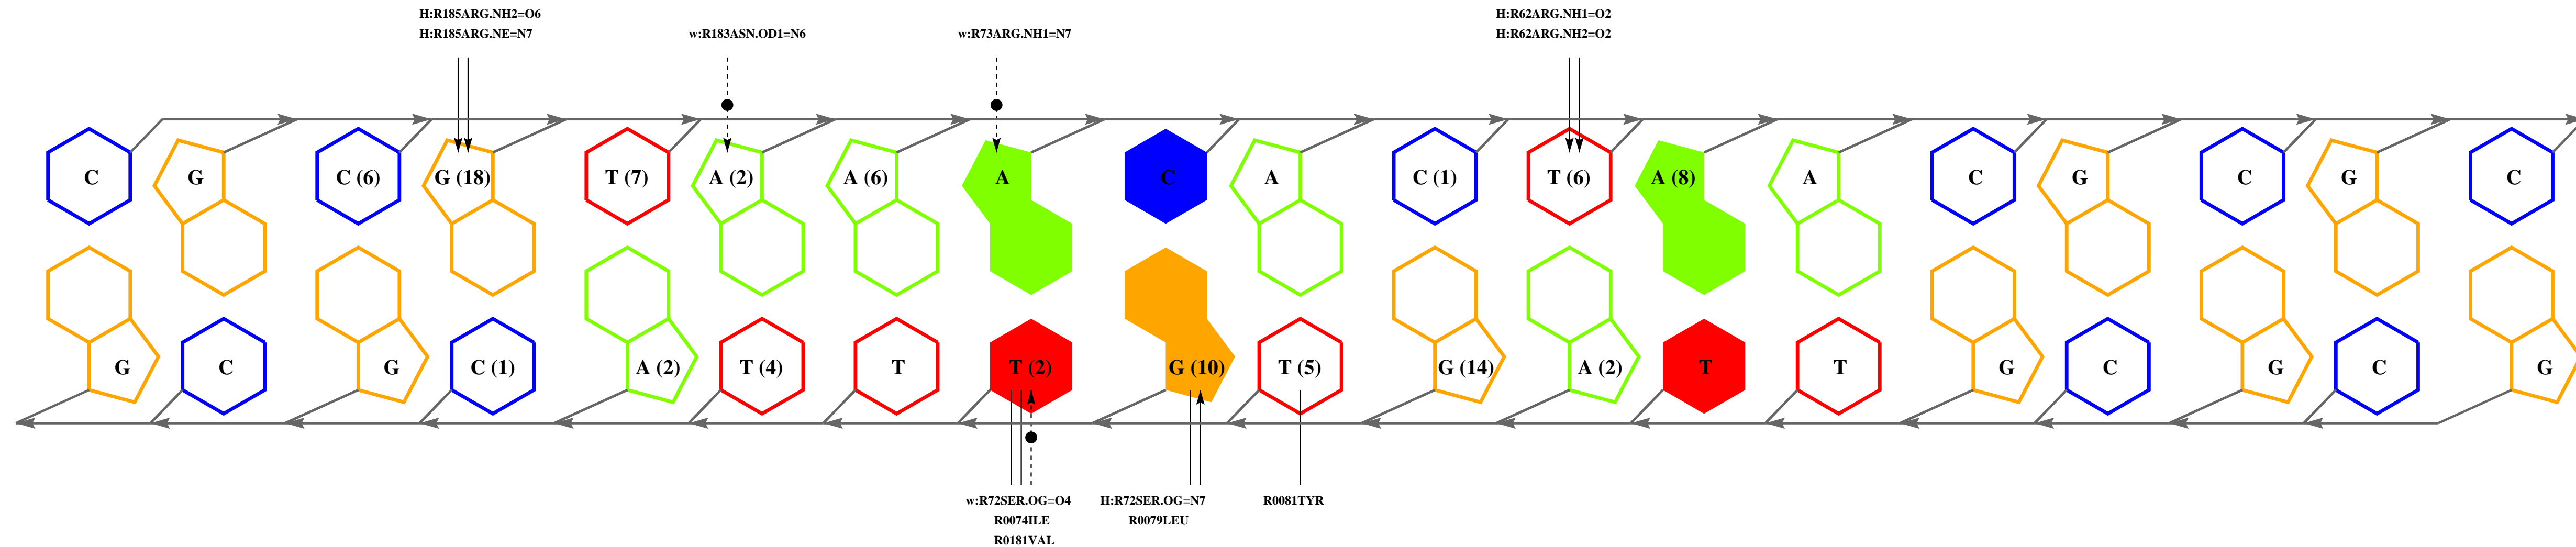 H:R185ARG.NH2=O6
H:R185ARG.NE=N7
w:R183ASN.OD1=N6
w:R73ARG.NH1=N7
H:R62ARG.NH1=O2
H:R62ARG.NH2=O2
C G C (6) G (18) T (7) A (2) A (6) A C A C (1) T (6) A (8) A C G C G C
G C G C (1) A (2) T (4) T T (2) G (10) T (5) G (14) A (2) T T G C G C G
w:R72SER.OG=O4
R0074ILE
R0181VAL
H:R72SER.OG=N7
R0079LEU
R0081TYR